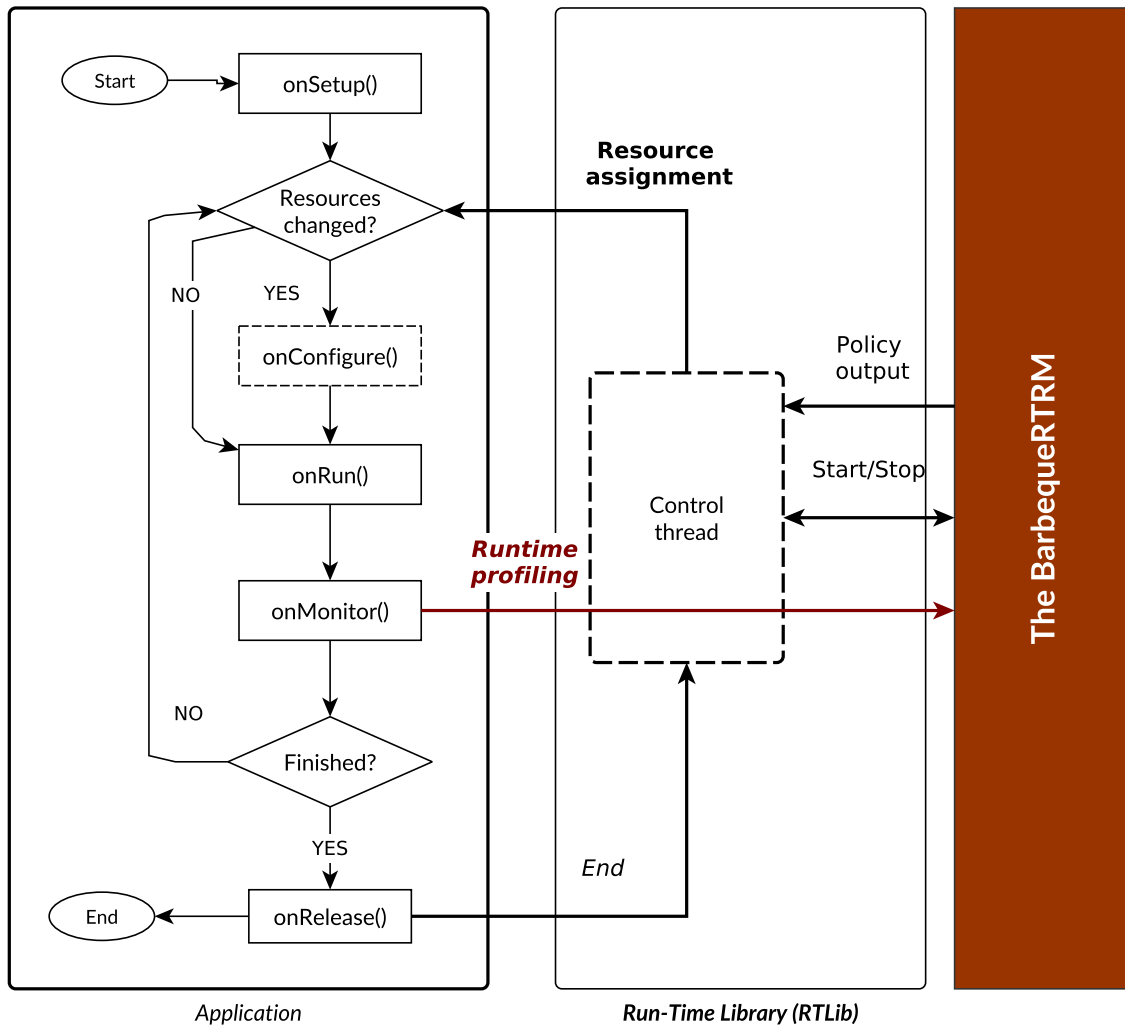 Start
onSetup()
Resources
changed?
NO
YES
onConfigure()
onRun()
onMonitor()
NO
Finished?
YES
End
onRelease()
Application
Resource
assignment
Policy
output
Start/Stop
Control
thread
Runtime
profiling
End
Run-Time Library (RTLib)
The BarbequeRTRM